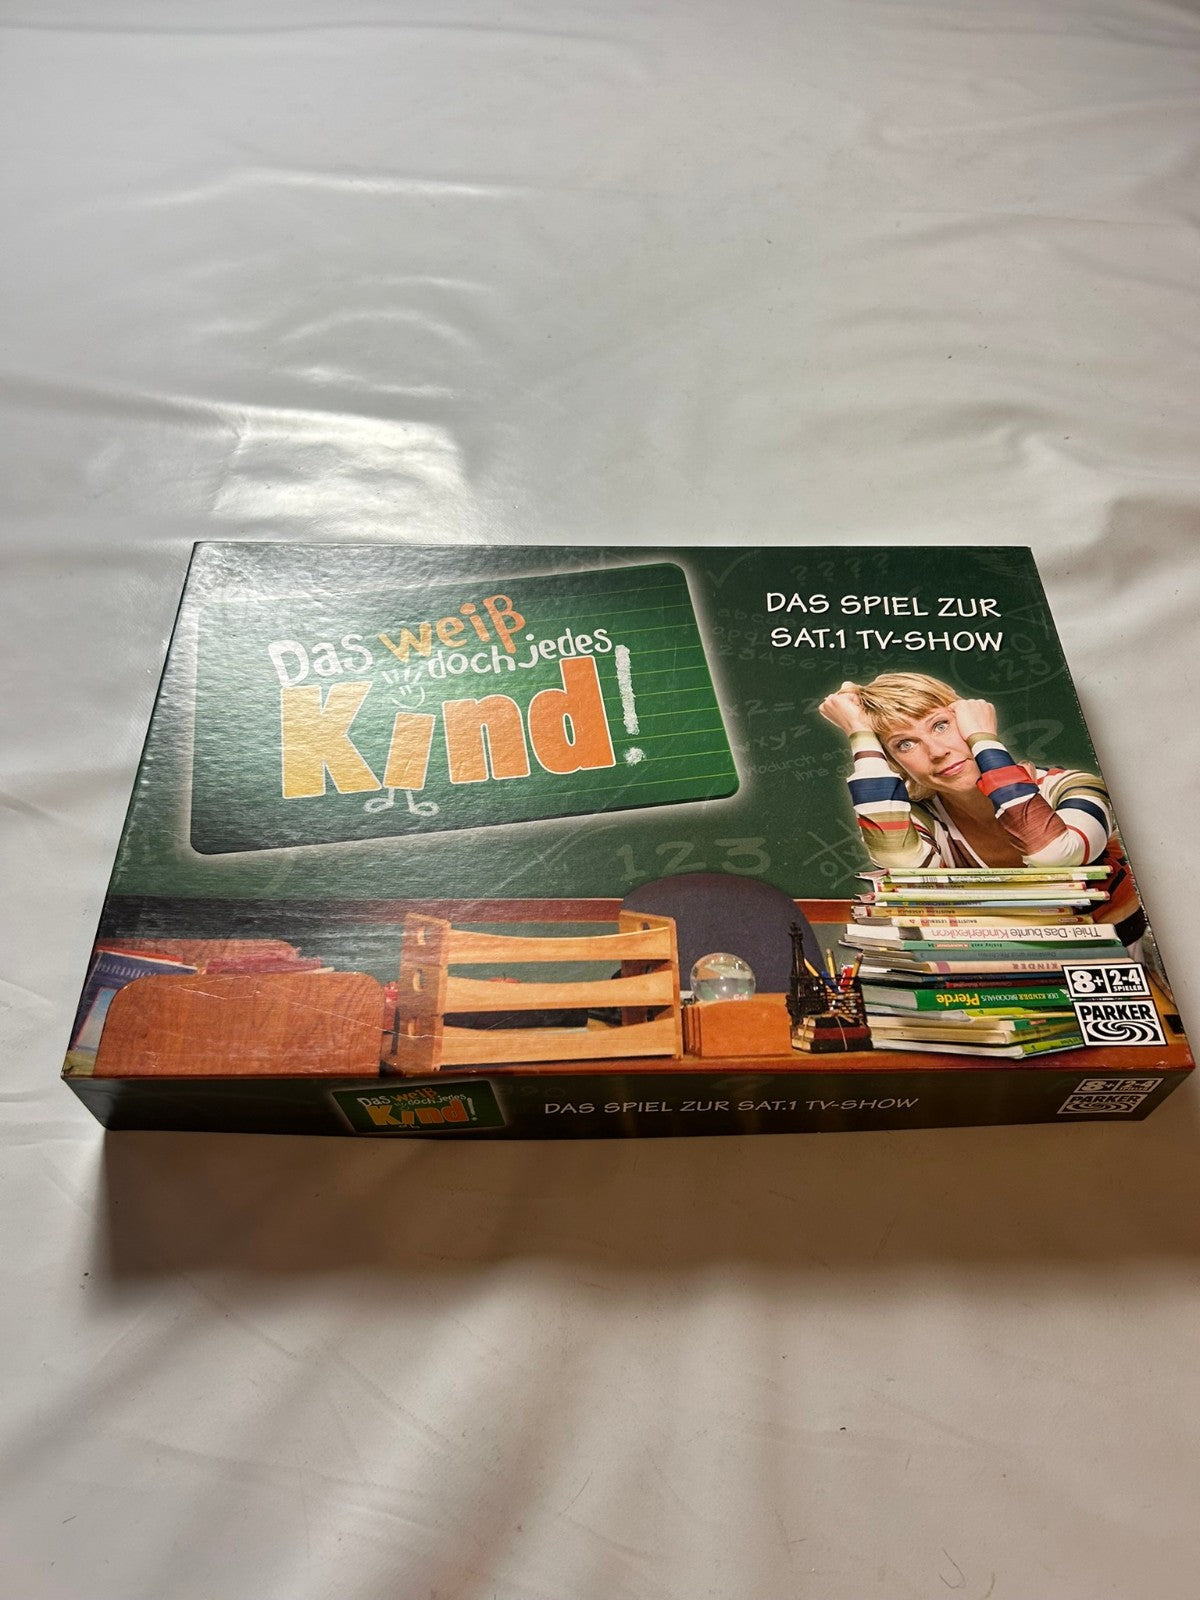 Das weiß
doch jedes
Kind!
DAS SPIEL ZUR
SAT.1 TV-SHOW
????
123
Thiel · Das bunte Kinderlexikon
KINDER
DER KINDER BROCKHAUS Pferde
8+ 2-4
SPIELER
PARKER
Das weiß
doch jedes
Kind!
DAS SPIEL ZUR SAT.1 TV-SHOW
8+ 2-4
PARKER